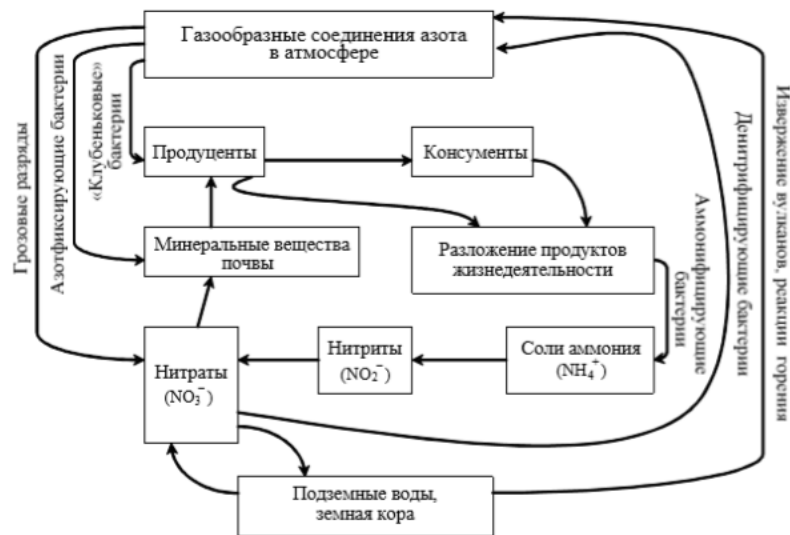 Газообразные соединения азота
в атмосфере
Грозовые разряды
Азотфиксирующие бактерии
«Клубеньковые»
бактерии
Продуценты
Консументы
Минеральные вещества
почвы
Разложение продуктов
жизнедеятельности
Аммонифицирующие
бактерии
Денитрифицирующие бактерии
Извержение вулканов, реакции горения
Нитраты
(NO₃⁻)
Нитриты
(NO₂⁻)
Соли аммония
(NH₄⁺)
Подземные воды,
земная кора